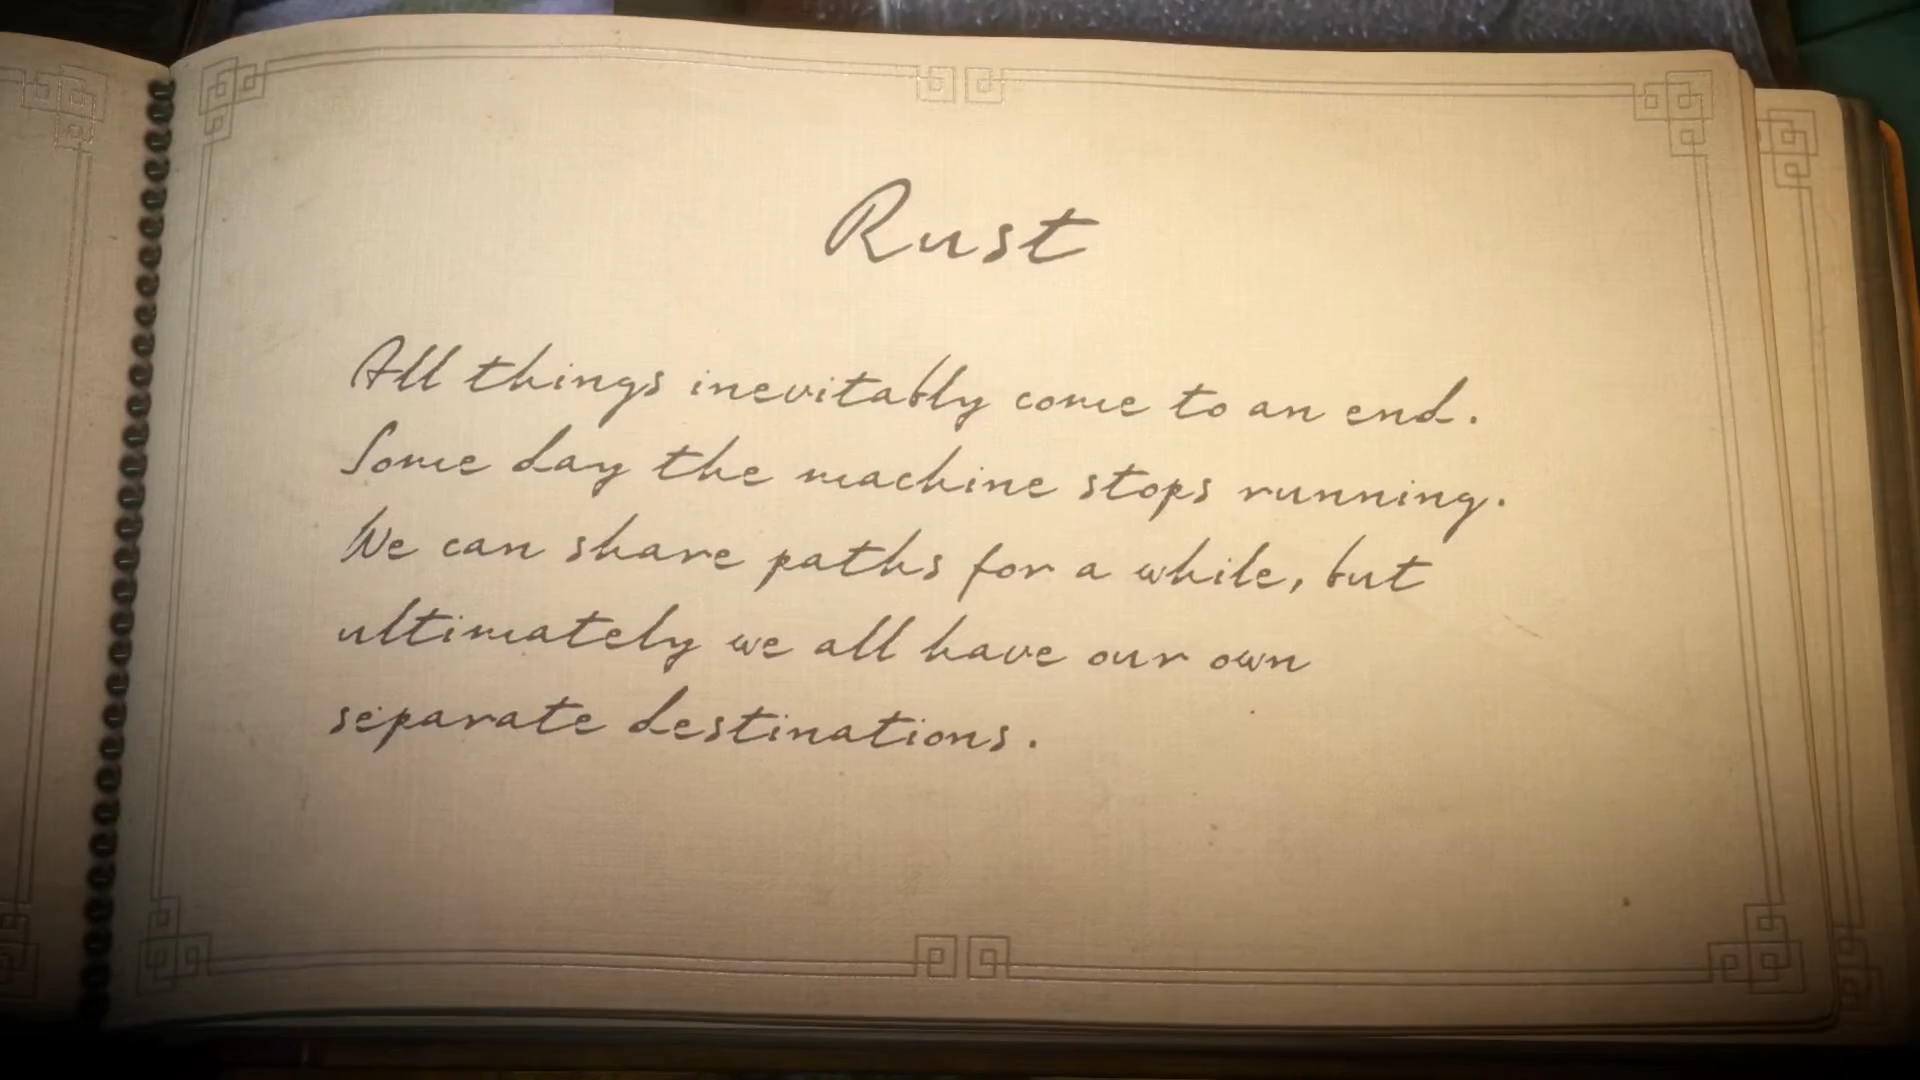 Rust
All things inevitably come to an end.
Some day the machine stops running.
We can share paths for a while, but
ultimately we all have our own
separate destinations.